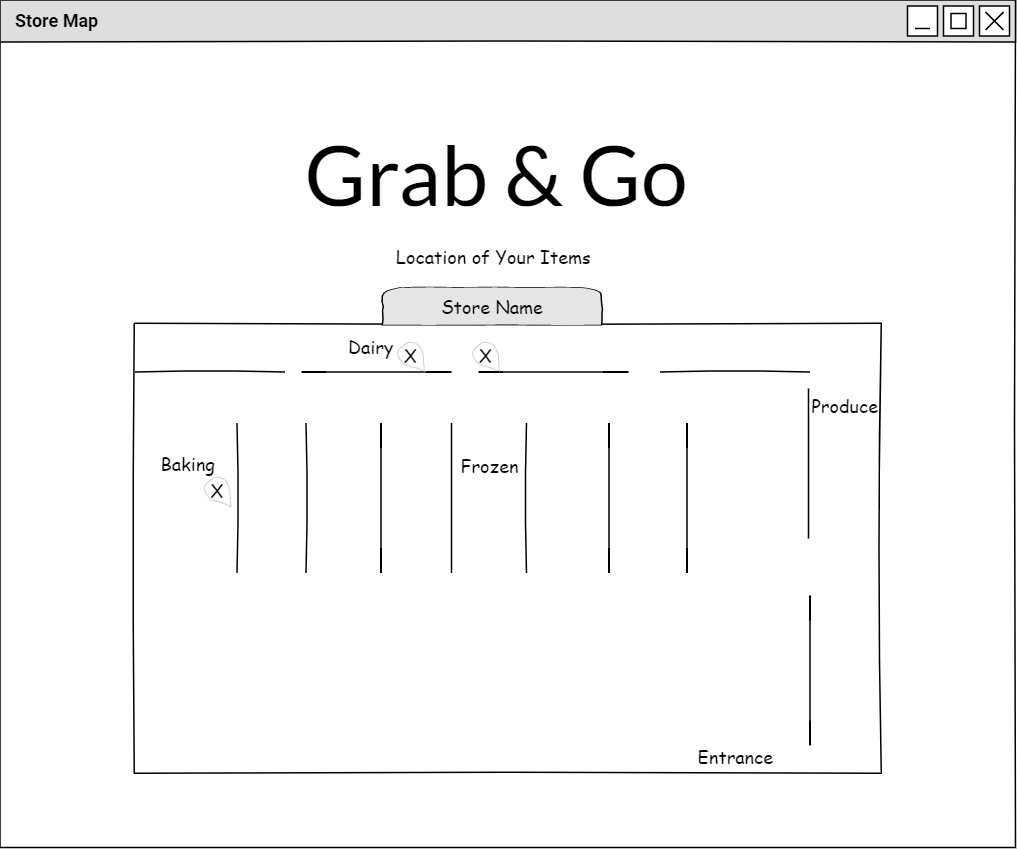 Store Map
Grab & Go
Location of Your Items
Store Name
Dairy X X
Produce
Baking
Frozen
X
Entrance